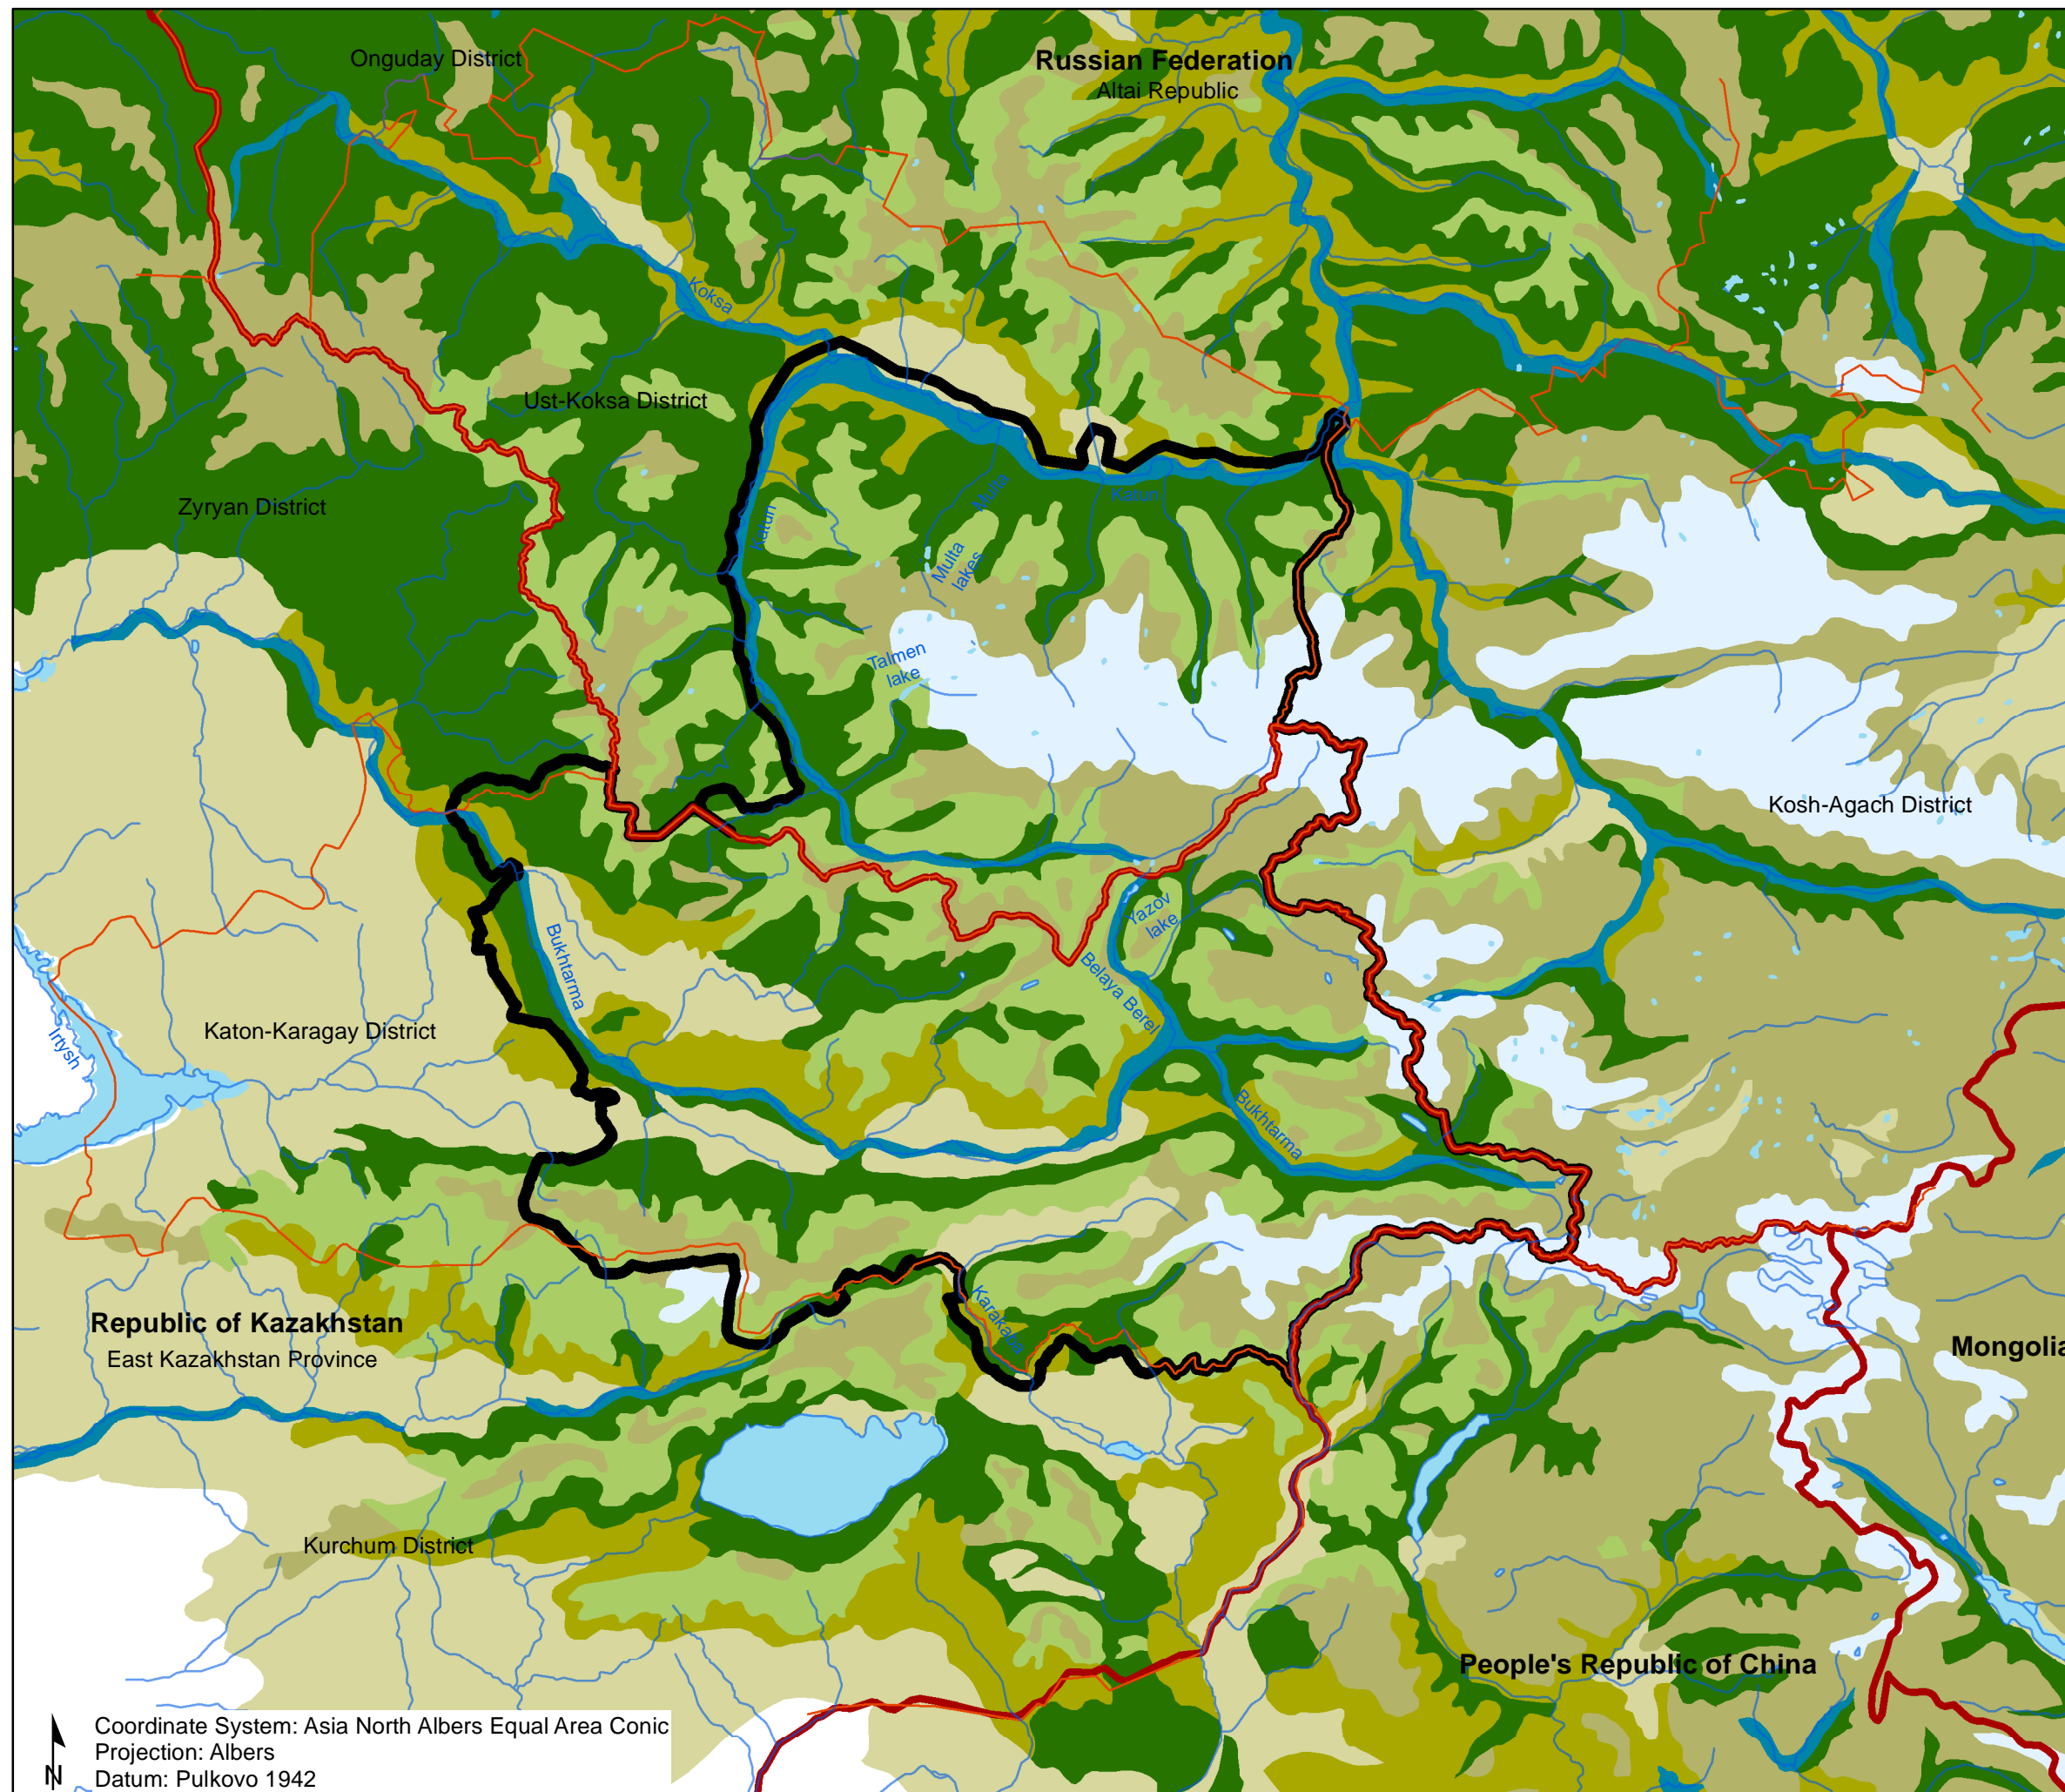 Onguday District
Russian Federation
Altai Republic
Koksa
Ust-Koksa District
Zyryan District
Katun
Multa
Katun
Multa
lakes
Talmen
lake
Kosh-Agach District
Yazov
lake
Bukhtarma
Belaya Berel
Katon-Karagay District
Irtysh
Bukhtarma
Republic of Kazakhstan
East Kazakhstan Province
Karakaba
Mongolia
Kurchum District
People's Republic of China
Coordinate System: Asia North Albers Equal Area Conic
Projection: Albers
Datum: Pulkovo 1942
N